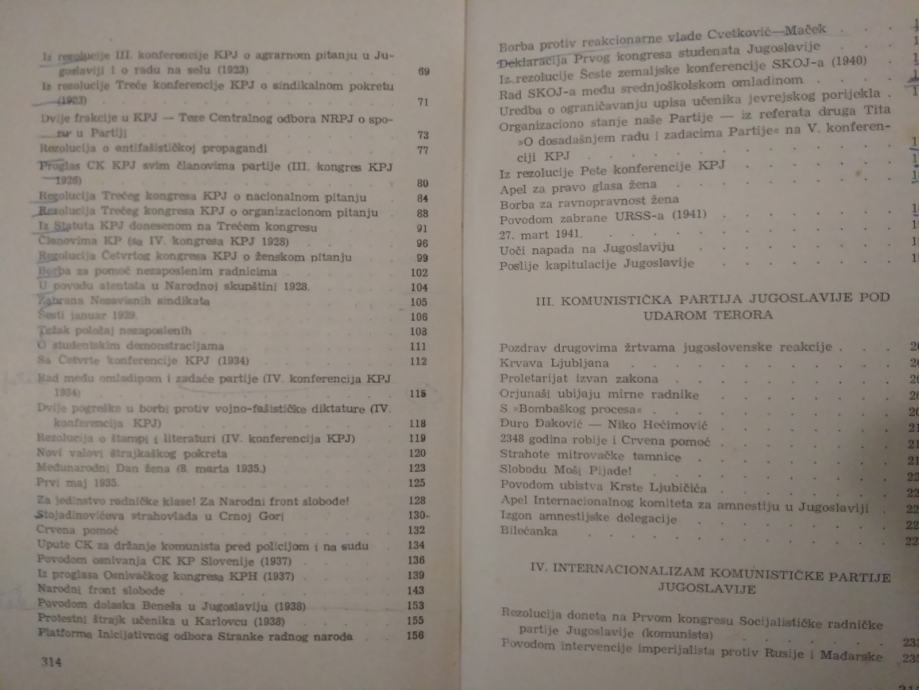 Iz rezolucije III. konferencije KPJ o agrarnom pitanju u Ju-
goslaviji i o radu na selu (1923) 69
Iz rezolucije Treće konferencije KPJ o sindikalnom pokretu
(1923) 71
Dvije frakcije u KPJ — Teze Centralnog odbora NRPJ o spo-
ru u Partiji 73
Rezolucija o antifašističkoj propagandi 77
Proglas CK KPJ svim članovima partije (III. kongres KPJ
1926) 80
Rezolucija Trećeg kongresa KPJ o nacionalnom pitanju 84
Rezolucija Trećeg kongresa KPJ o organizacionom pitanju 88
Iz Statuta KPJ donesenom na Trećem kongresu 91
Članovima KP (sa IV. kongresa KPJ 1928) 96
Rezolucija Četvrtog kongresa KPJ o ženskom pitanju 99
Borba za pomoć nezaposlenim radnicima 102
U povodu atentata u Narodnoj skupštini 1928. 104
Zabrana Nezavisnih sindikata 105
Šesti januar 1929. 106
Težak položaj nezaposlenih 108
O studentskim demonstracijama 111
Sa Četvrte konferencije KPJ (1934) 112
Rad među omladinom i zadaće partije (IV. konferencija KPJ
1934) 115
Dvije pogreške u borbi protiv vojno-fašističke diktature (IV.
konferencija KPJ) 118
Rezolucija o štampi i literaturi (IV. konferencija KPJ) 119
Novi valovi štrajkaškog pokreta 120
Međunarodni Dan žena (8. marta 1935.) 123
Prvi maj 1935. 125
Za jedinstvo radničke klase! Za Narodni front slobode! 128
Stojadinovićeva strahovlada u Crnoj Gori 130
Crvena pomoć 132
Upute CK za držanje komunista pred policijom i na sudu 134
Povodom osnivanja CK KP Slovenije (1937) 136
Iz proglasa Osnivačkog kongresa KPH (1937) 139
Narodni front slobode 143
Povodom dolaska Beneša u Jugoslaviju (1938) 153
Protestni štrajk učenika u Karlovcu (1938) 155
Platforma Inicijativnog odbora Stranke radnog naroda 156
314
Borba protiv reakcionarne vlade Cvetković—Maček
Deklaracija Prvog kongresa studenata Jugoslavije
Iz rezolucije Šeste zemaljske konferencije SKOJ-a (1940)
Rad SKOJ-a među srednjoškolskom omladinom
Uredba o ograničavanju upisa učenika jevrejskog porijekla
Organizaciono stanje naše Partije — iz referata druga Tita
»O dosadašnjem radu i zadacima Partije« na V. konferen-
ciji KPJ
Iz rezolucije Pete konferencije KPJ
Apel za pravo glasa žena
Borba za ravnopravnost žena
Povodom zabrane URSS-a (1941)
27. mart 1941.
Uoči napada na Jugoslaviju
Poslije kapitulacije Jugoslavije
III. KOMUNISTIČKA PARTIJA JUGOSLAVIJE POD
UDAROM TERORA
Pozdrav drugovima žrtvama jugoslovenske reakcije
Krvava Ljubljana
Proletarijat izvan zakona
Orjunaši ubijaju mirne radnike
S »Bombaškog procesa«
Đuro Đaković — Niko Hećimović
2348 godina robije i Crvena pomoć
Strahote mitrovačke tamnice
Slobodu Moši Pijade!
Povodom ubistva Krste Ljubičića
Apel Internacionalnog komiteta za amnestiju u Jugoslaviji
Izgon amnestijske delegacije
Bilećanka
IV. INTERNACIONALIZAM KOMUNISTIČKE PARTIJE
JUGOSLAVIJE
Rezolucija doneta na Prvom kongresu Socijalističke radničke
partije Jugoslavije (komunista)
Povodom intervencije imperijalista protiv Rusije i Mađarske